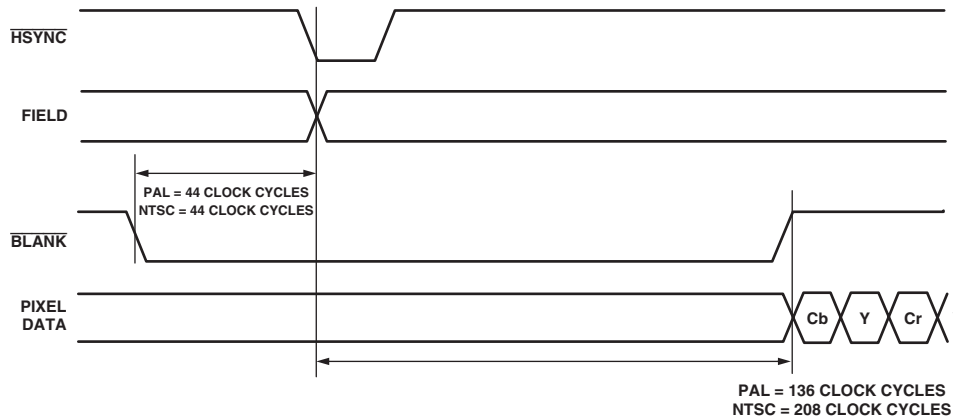 HSYNC
FIELD
PAL = 44 CLOCK CYCLES
NTSC = 44 CLOCK CYCLES
BLANK
PIXEL
DATA
Cb Y Cr
PAL = 136 CLOCK CYCLES
NTSC = 208 CLOCK CYCLES